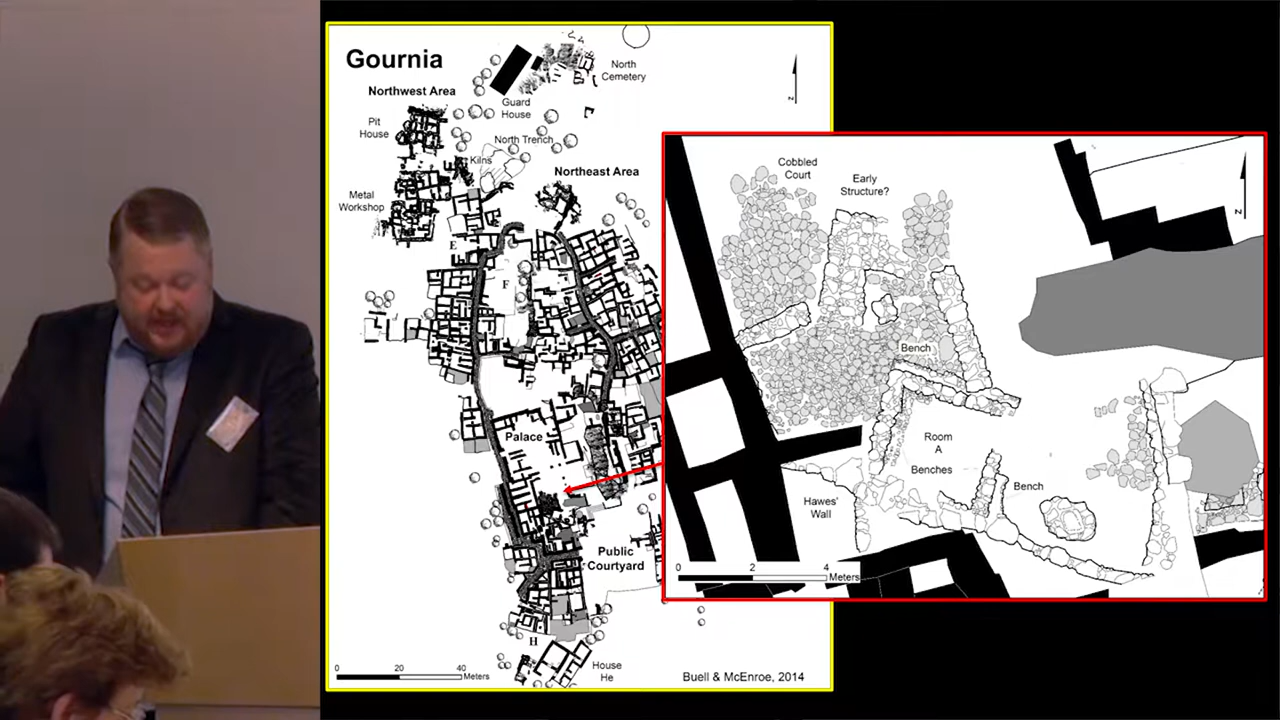 Gournia
Northwest Area
Pit
House
Metal
Workshop
Kilns
North Trench
Guard
House
North
Cemetery
N
Northeast Area
E
F
Palace
Public
Courtyard
H
House
He
0 20 40
Meters
Buell & McEnroe, 2014
Cobbled
Court
Early
Structure?
N
Bench
Room
A
Benches
Bench
Hawes'
Wall
0 2 4
Meters